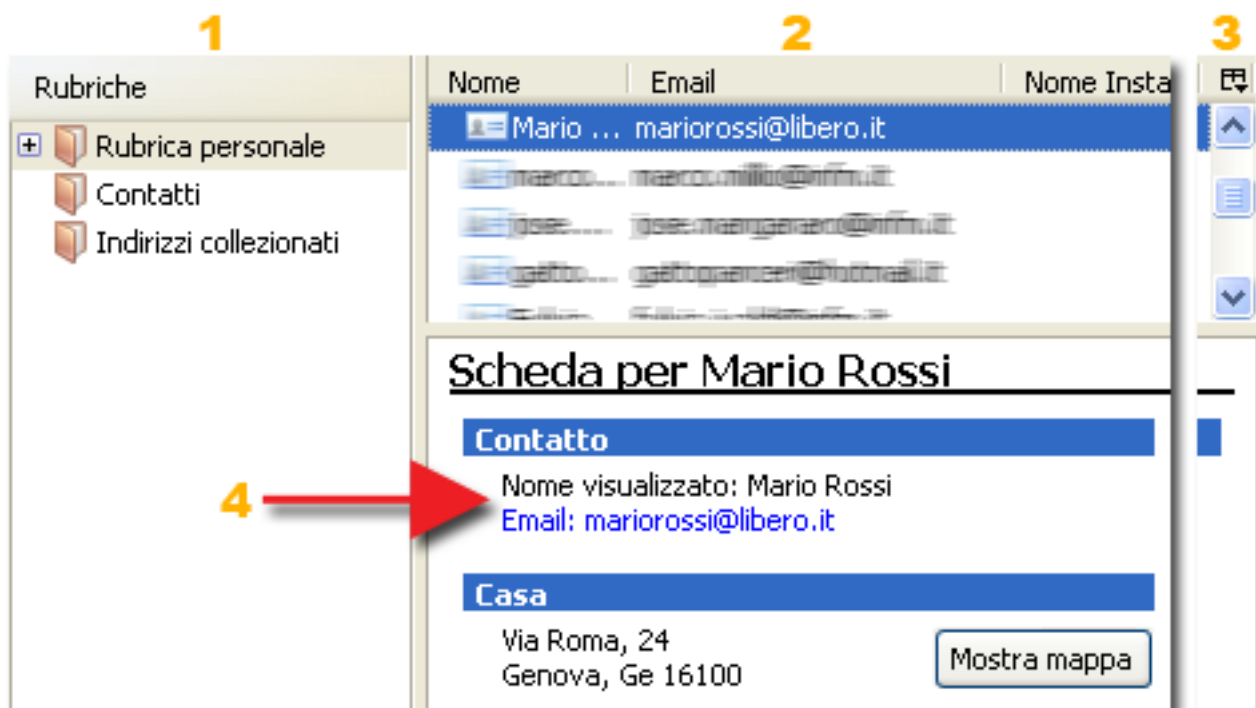 1 2 3
Rubriche
Rubrica personale
Contatti
Indirizzi collezionati
Nome Email Nome Insta
Mario ... mariorossi@libero.it
Scheda per Mario Rossi
Contatto
4
Nome visualizzato: Mario Rossi
Email: mariorossi@libero.it
Casa
Via Roma, 24
Genova, Ge 16100
Mostra mappa